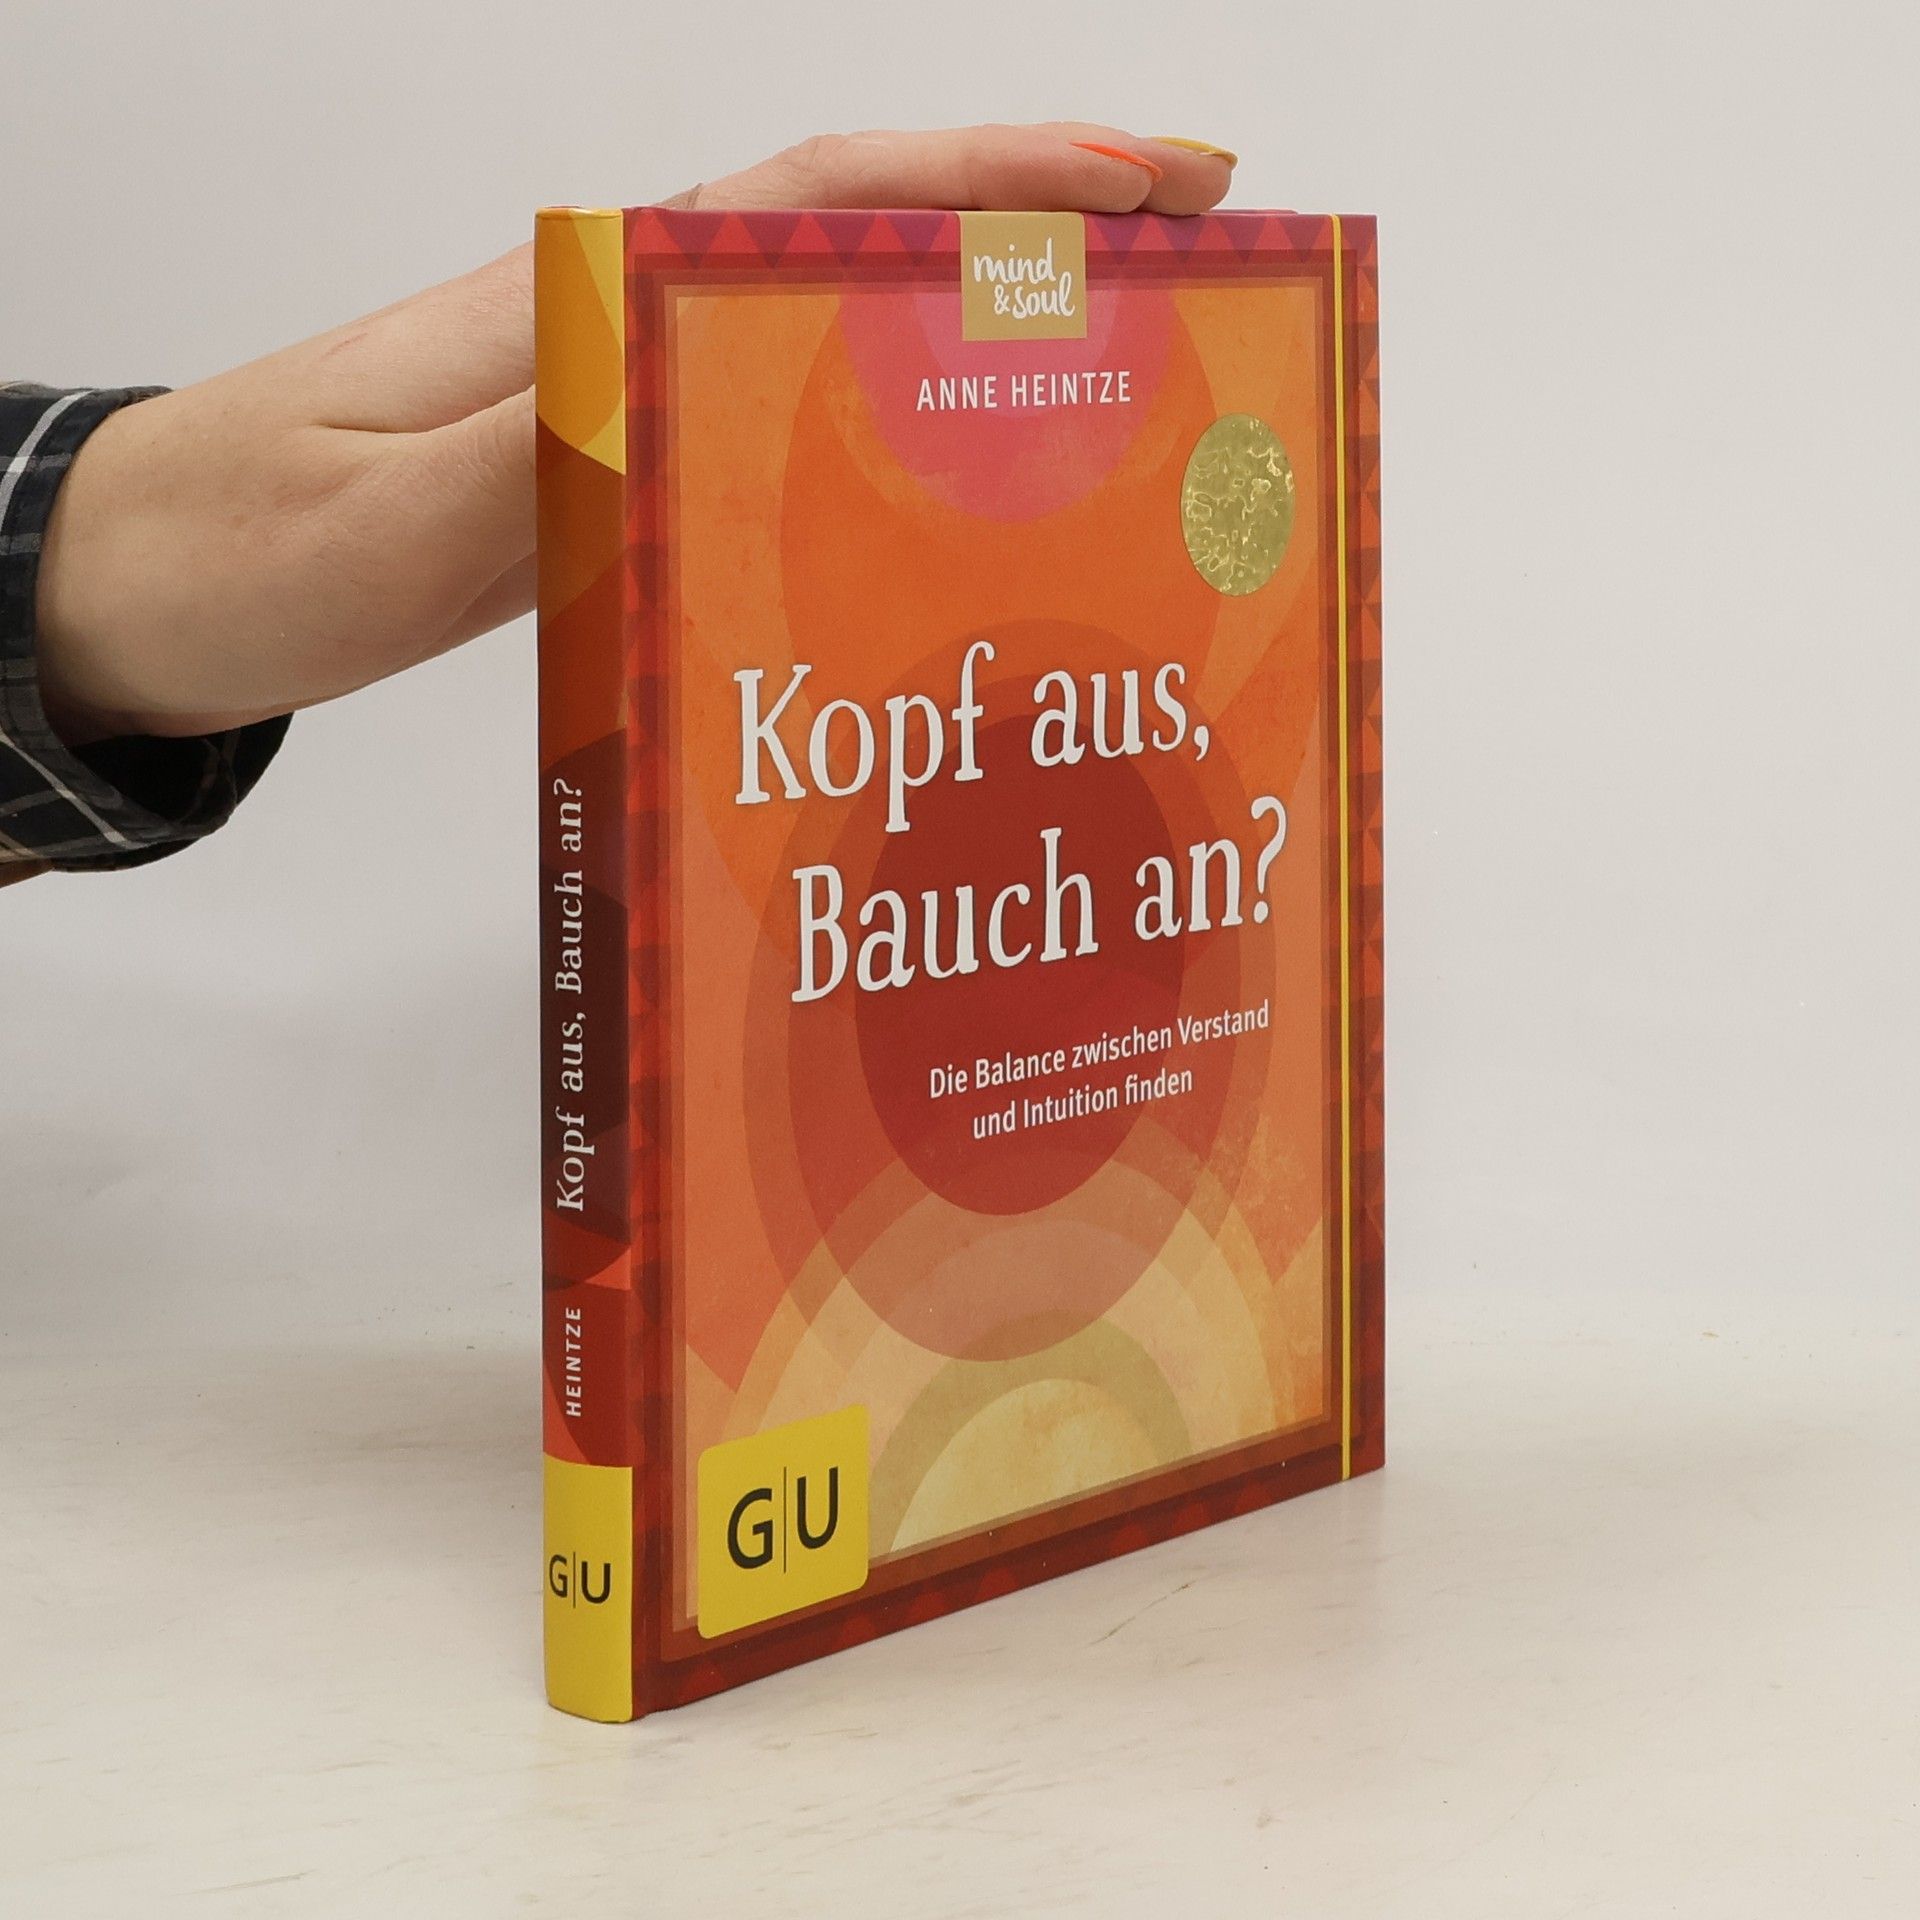 mind
&soul
ANNE HEINTZE
Kopf aus,
Bauch an?
Die Balance zwischen Verstand
und Intuition finden
G|U
HEINTZE
Kopf aus, Bauch an?
G|U